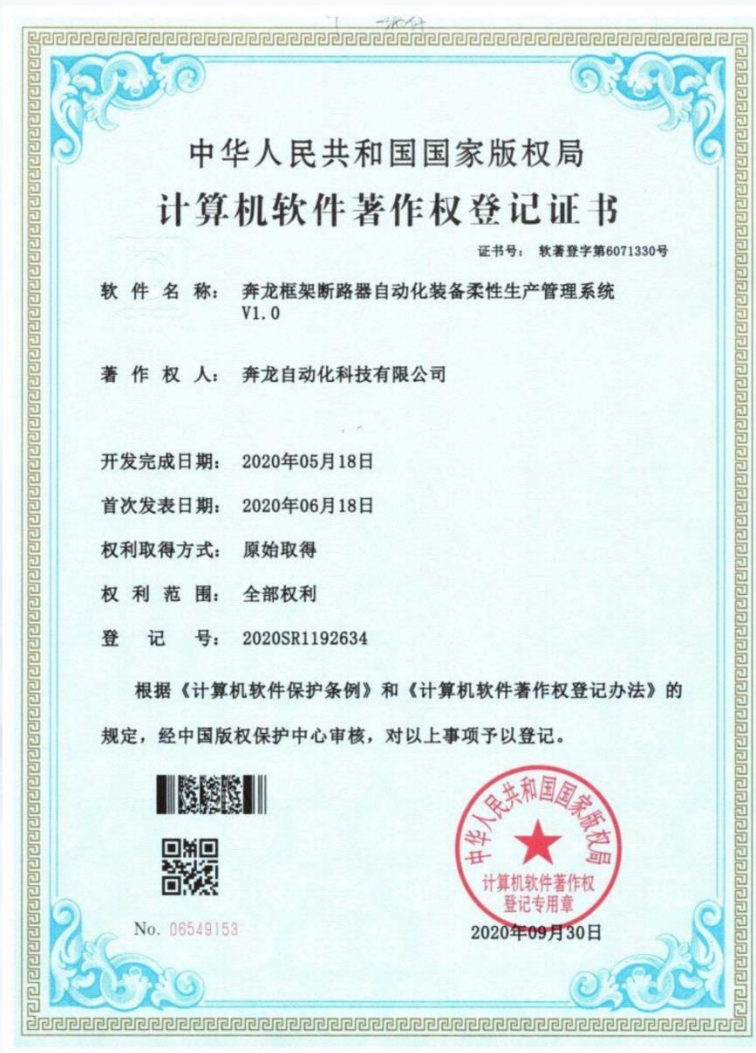 中华人民共和国国家版权局
计算机软件著作权登记证书
证书号： 软著登字第6071330号
软件名称： 奔龙框架断路器自动化装备柔性生产管理系统
V1.0
著作权人： 奔龙自动化科技有限公司
开发完成日期： 2020年05月18日
首次发表日期： 2020年06月18日
权利取得方式： 原始取得
权利范围： 全部权利
登记号： 2020SR1192634
根据《计算机软件保护条例》和《计算机软件著作权登记办法》的
规定，经中国版权保护中心审核，对以上事项予以登记。
中华人民共和国国家版权局
计算机软件著作权
登记专用章
No. 06549153
2020年09月30日